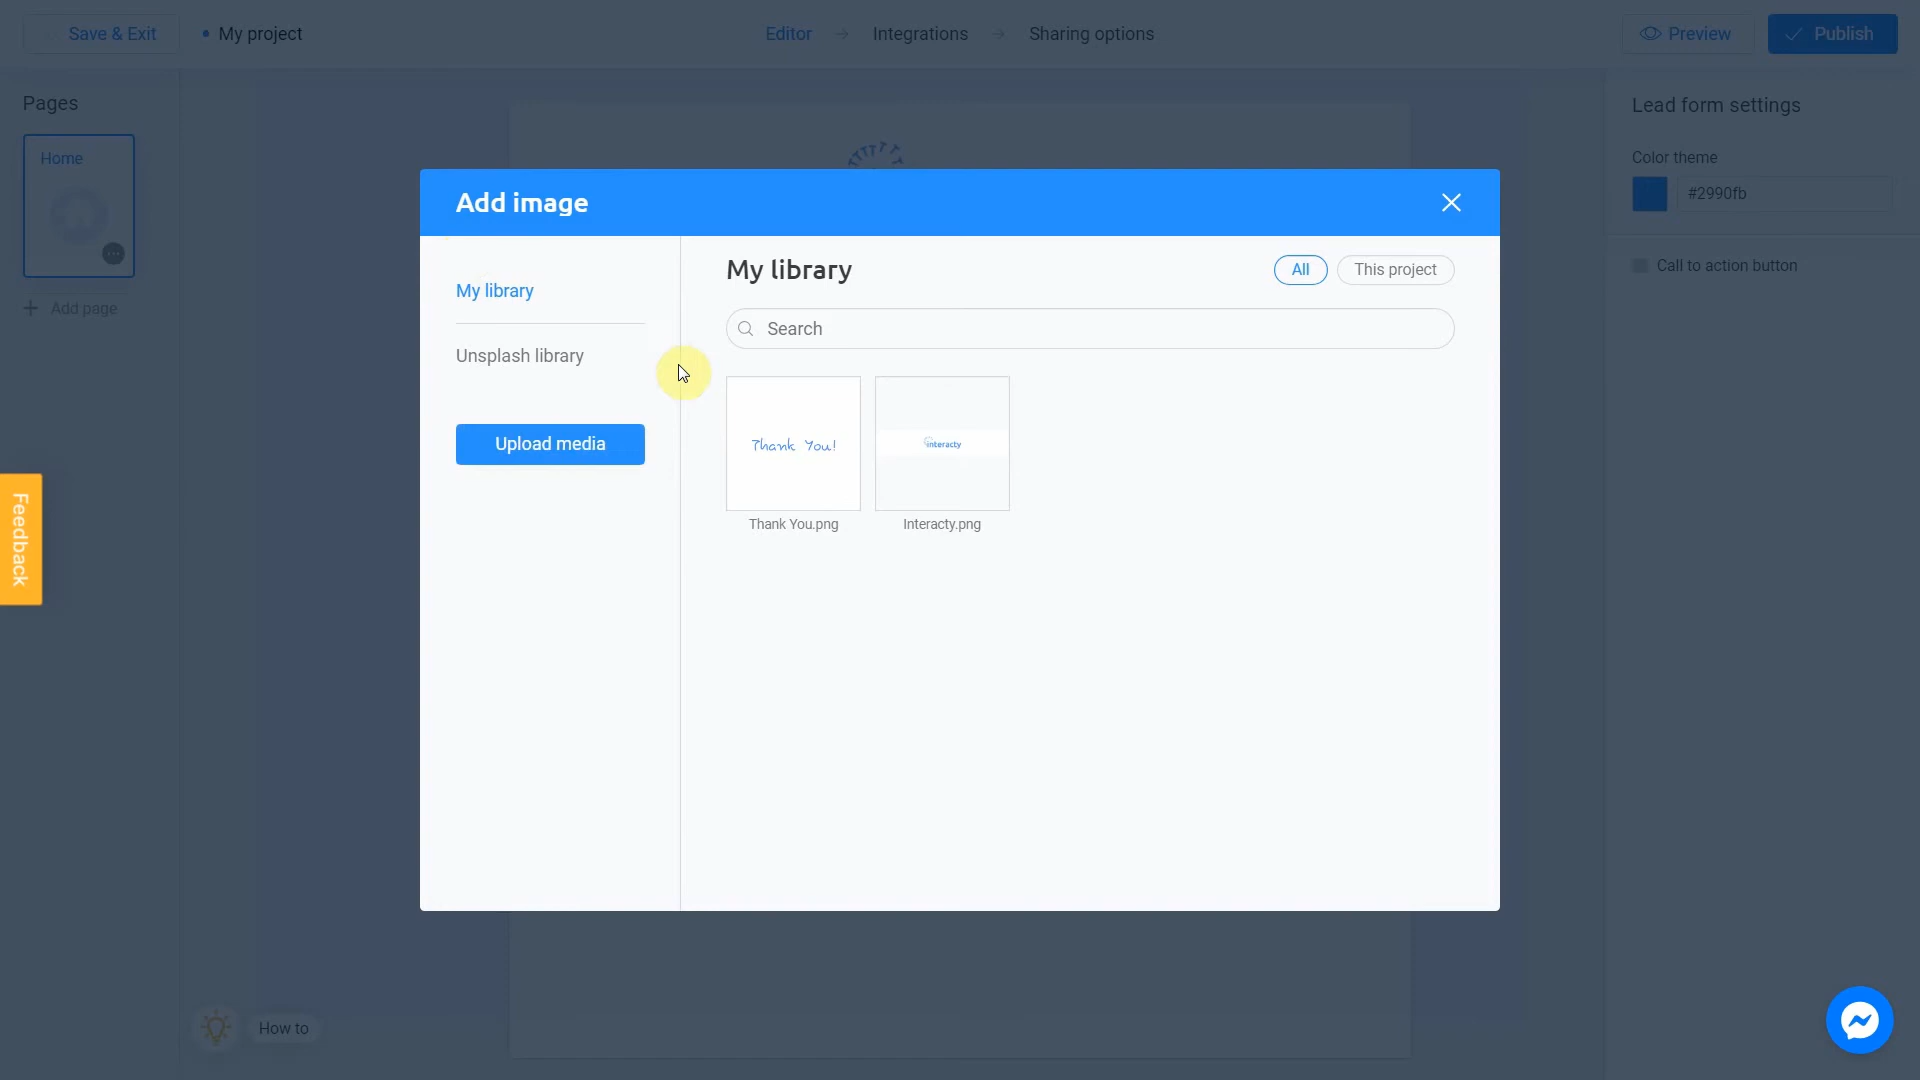 Save & Exit
My project
Editor
Integrations
Sharing options
Preview
Publish
Pages
Home
Add page
Feedback
How to
Lead form settings
Color theme
#2990fb
Call to action button
Add image
My library
Unsplash library
Upload media
My library
All
This project
Search
Thank You!
Thank You.png
interacty
Interacty.png